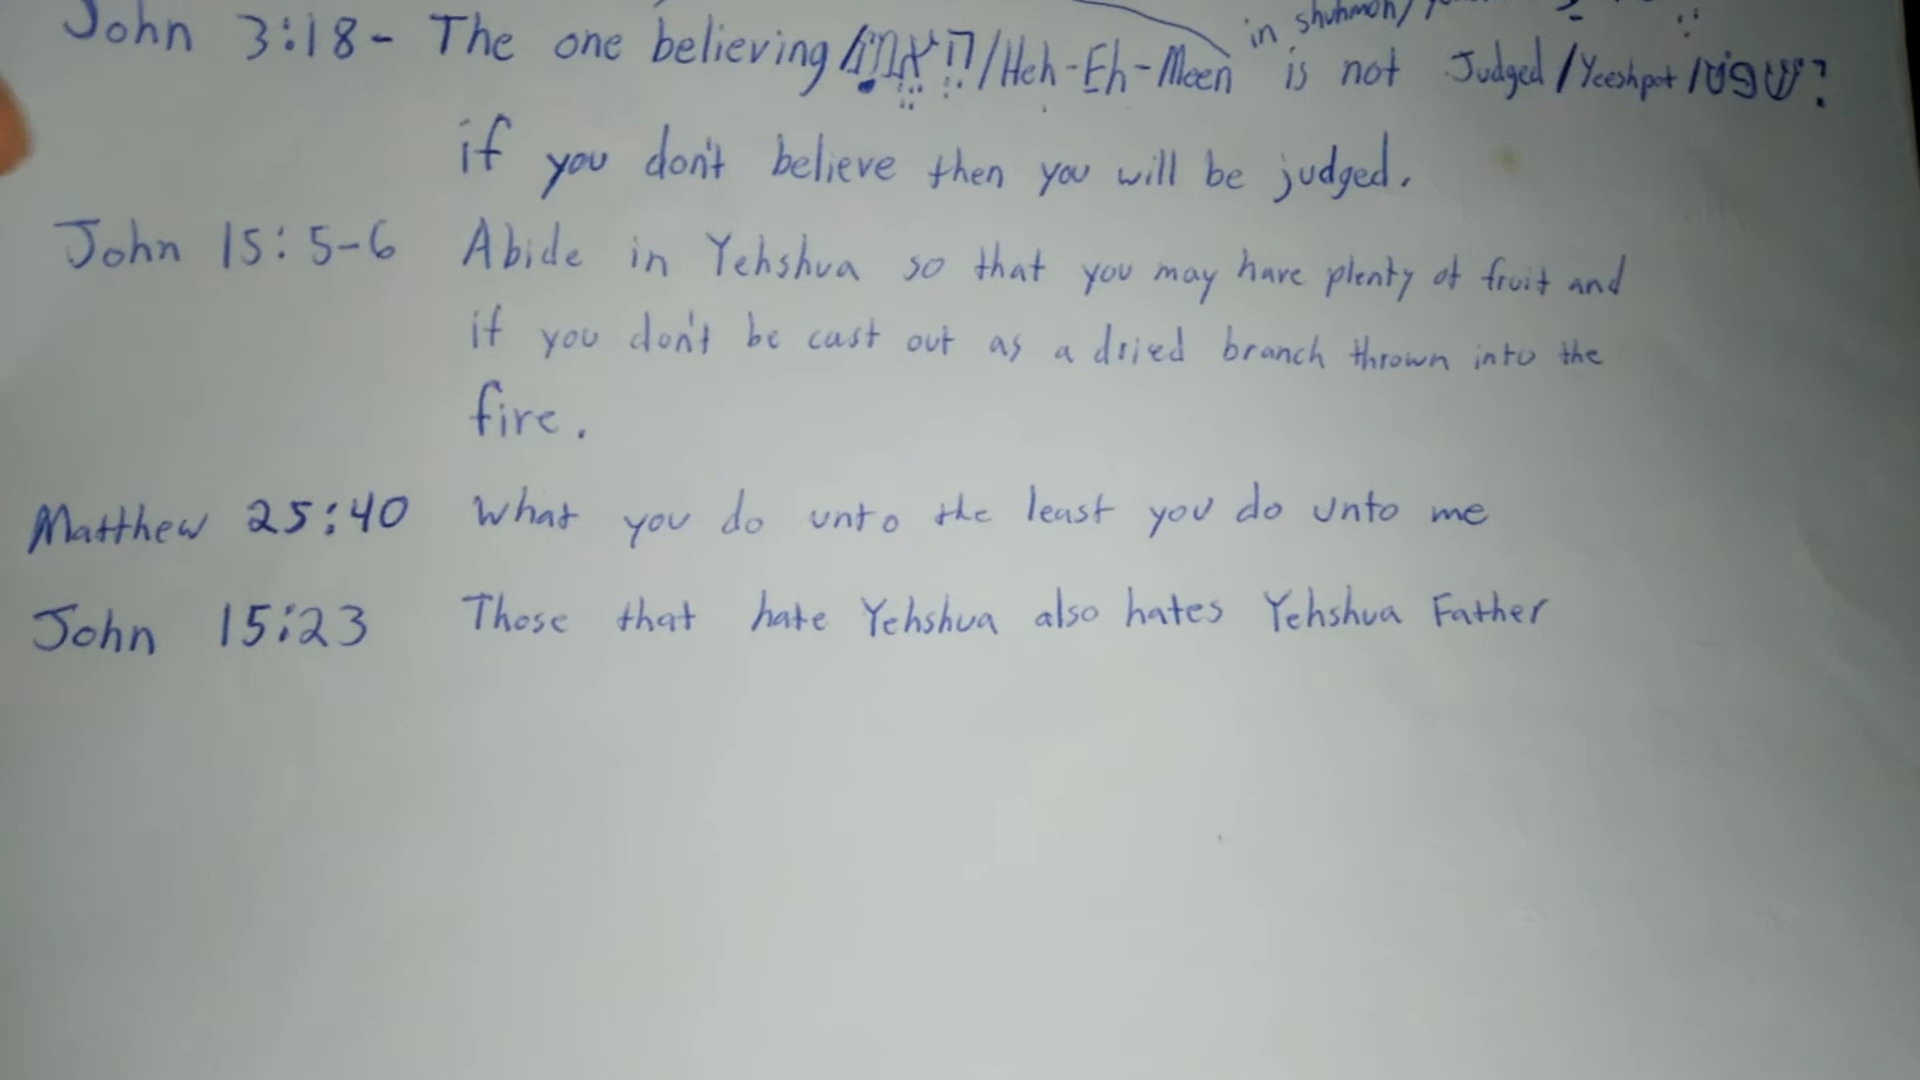 in shuhmoh/
John 3:18- The one believing /Heh-Eh-Meen is not Judged/Yeeshpot/
if you don't believe then you will be judged.
John 15:5-6 Abide in Yehshua so that you may have plenty of fruit and
if you don't be cast out as a dried branch thrown into the
fire.
Matthew 25:40 What you do unto the least you do unto me
John 15:23 Those that hate Yehshua also hates Yehshua Father